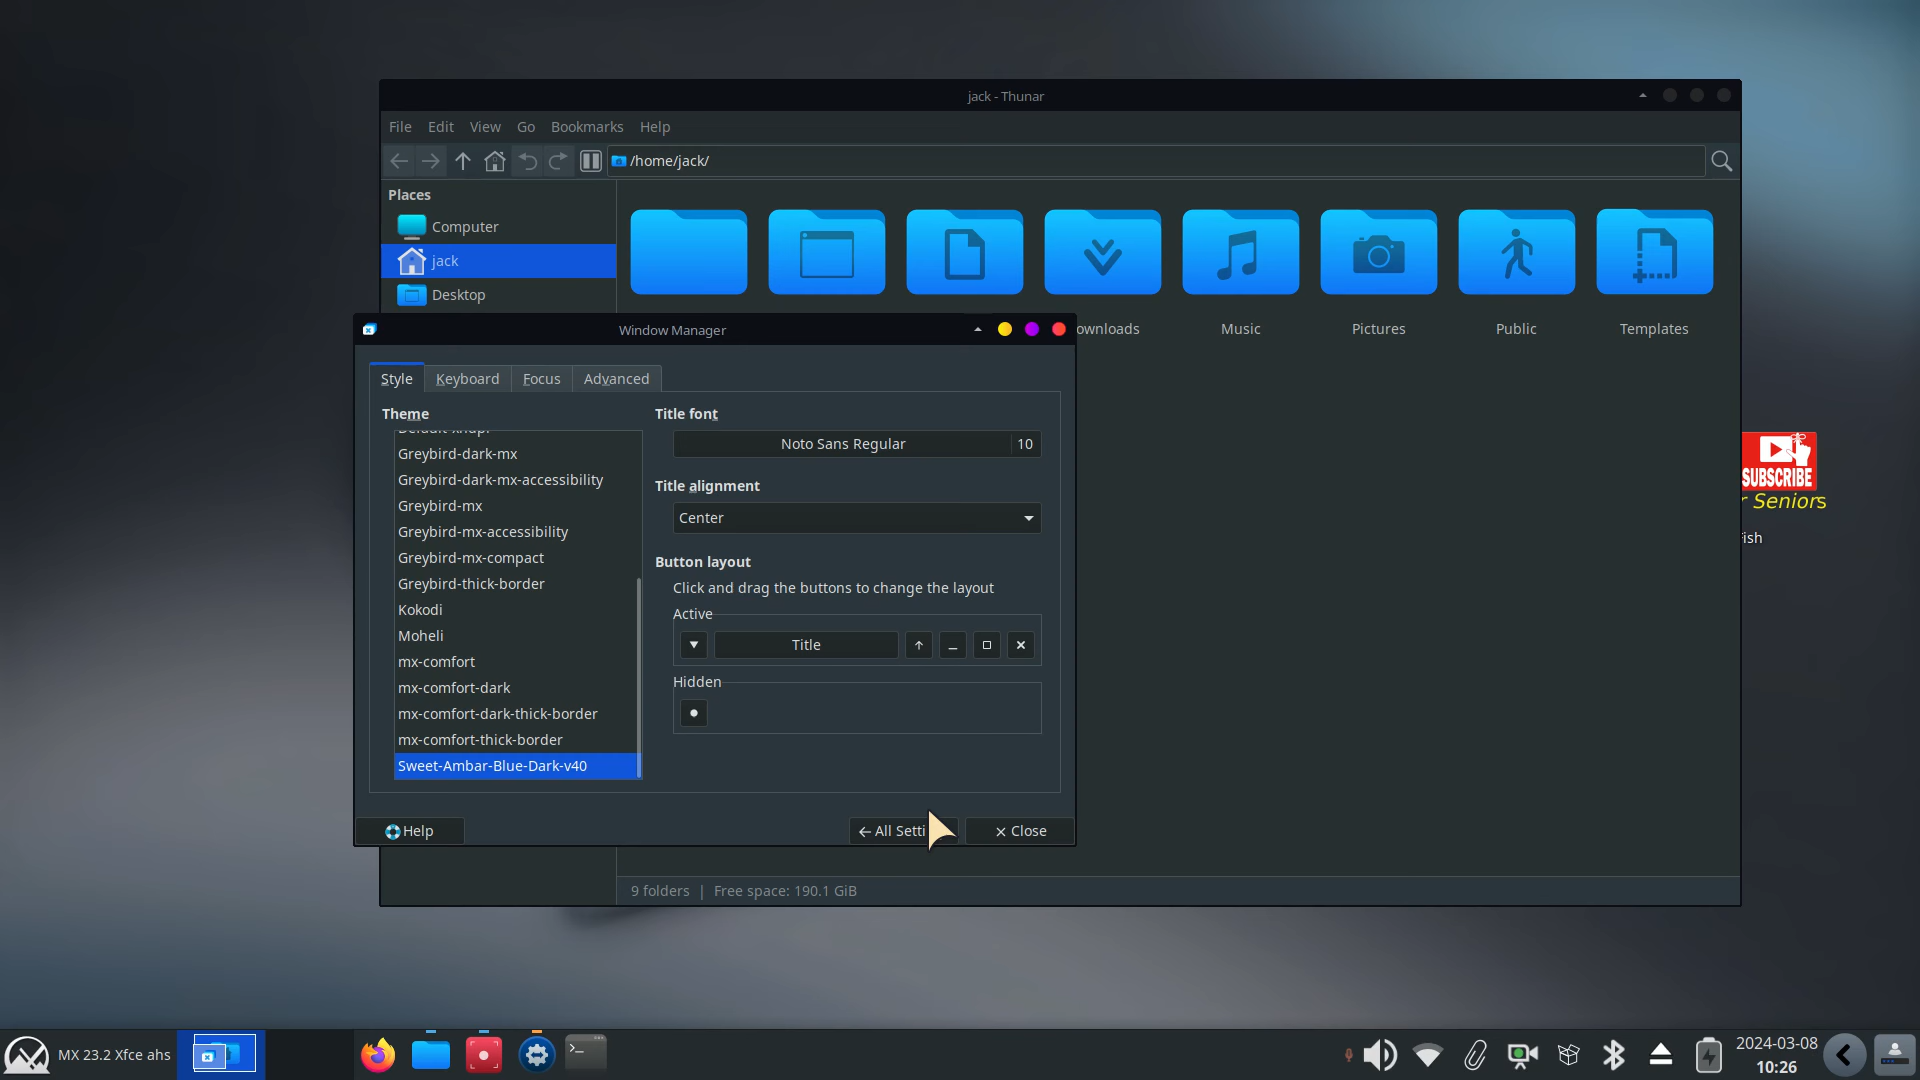 jack - Thunar
File Edit View Go Bookmarks Help
/home/jack/
Places
Computer
jack
Desktop
ownloads Music Pictures Public Templates
Window Manager
Style Keyboard Focus Advanced
Theme
Greybird-dark-mx
Greybird-dark-mx-accessibility
Greybird-mx
Greybird-mx-accessibility
Greybird-mx-compact
Greybird-thick-border
Kokodi
Moheli
mx-comfort
mx-comfort-dark
mx-comfort-dark-thick-border
mx-comfort-thick-border
Sweet-Ambar-Blue-Dark-v40
Title font
Noto Sans Regular 10
Title alignment
Center
Button layout
Click and drag the buttons to change the layout
Active
Title
Hidden
Help
All Setti
Close
SUBSCRIBE
r Seniors
ish
9 folders | Free space: 190.1 GiB
MX 23.2 Xfce ahs
2024-03-08
10:26